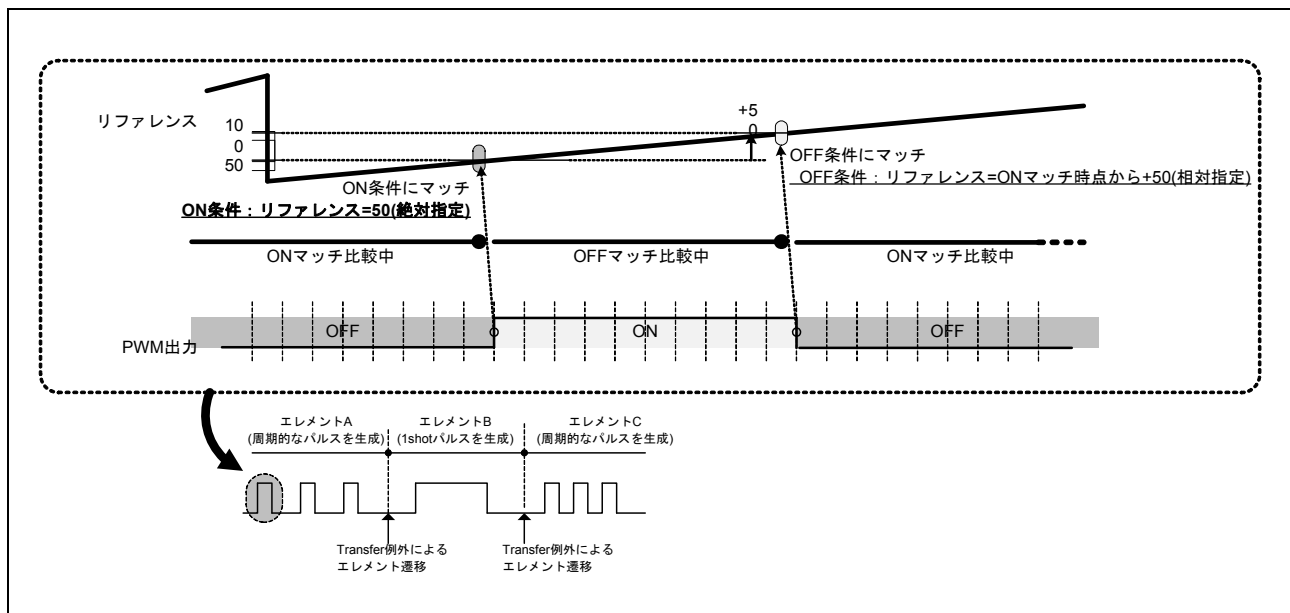 リファレンス
10
0
50
+5
0
ON条件にマッチ
ON条件：リファレンス=50(絶対指定)
OFF条件にマッチ
OFF条件：リファレンス=ONマッチ時点から+50(相対指定)
ONマッチ比較中
OFFマッチ比較中
ONマッチ比較中
PWM出力
OFF
ON
OFF
エレメントA
(周期的なパルスを生成)
エレメントB
(1shotパルスを生成)
エレメントC
(周期的なパルスを生成)
Transfer例外による
エレメント遷移
Transfer例外による
エレメント遷移